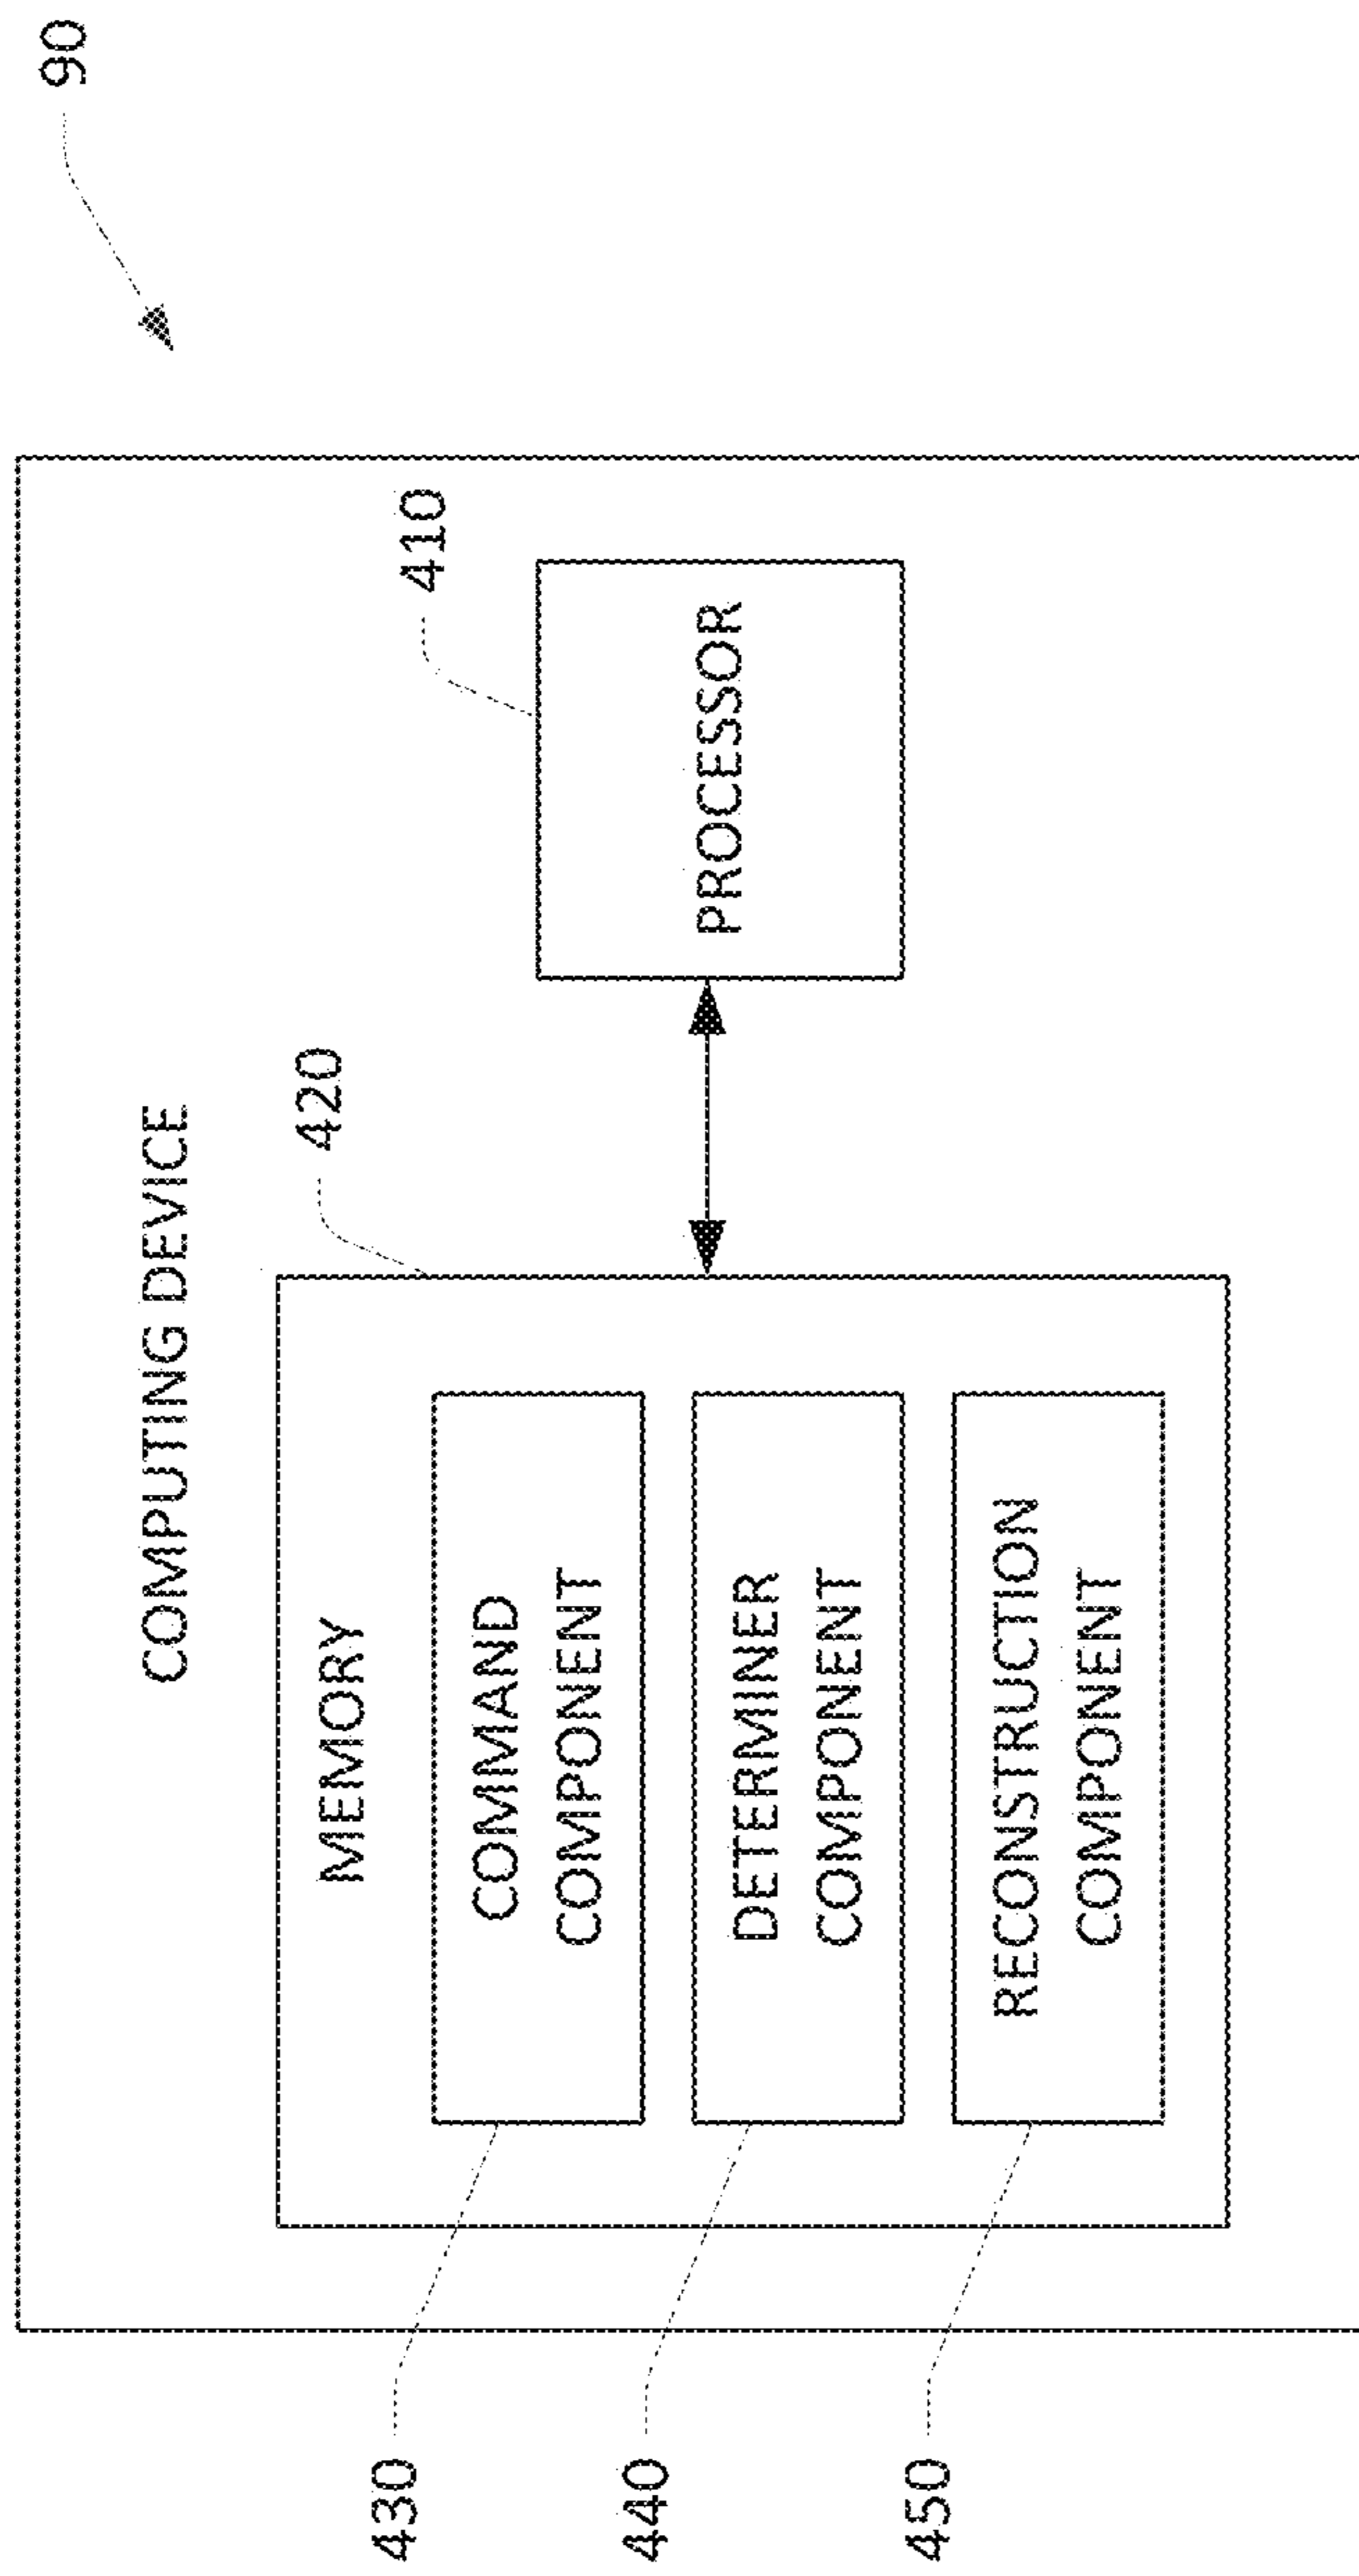 90
COMPUTING DEVICE
420
410
MEMORY
PROCESSOR
430
COMMAND
COMPONENT
440
DETERMINER
COMPONENT
450
RECONSTRUCTION
COMPONENT